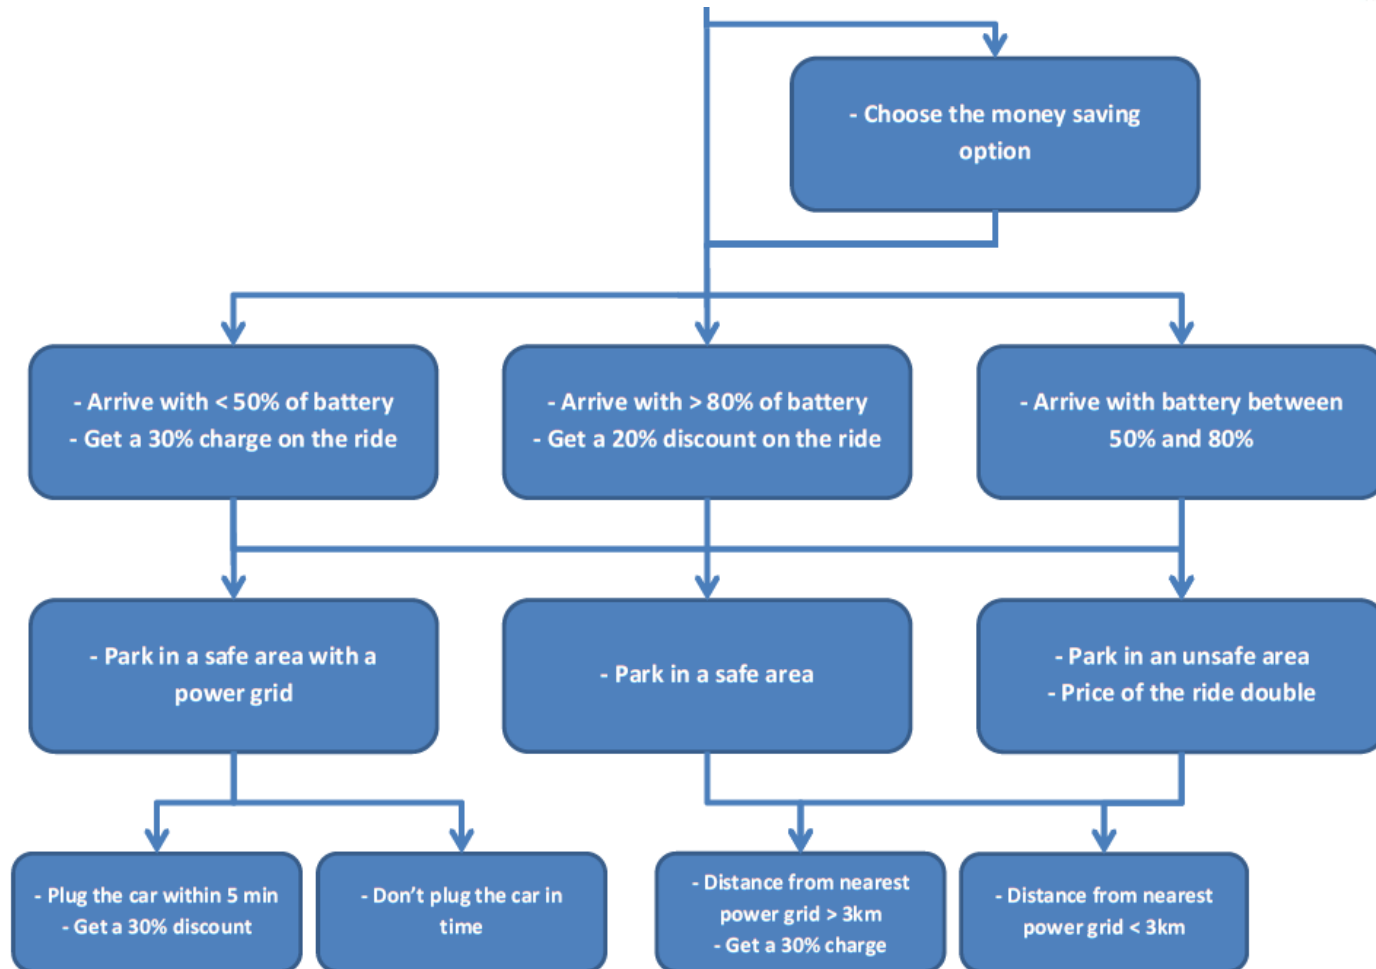 - Choose the money saving
option
- Arrive with < 50% of battery
- Get a 30% charge on the ride
- Arrive with > 80% of battery
- Get a 20% discount on the ride
- Arrive with battery between
50% and 80%
- Park in a safe area with a
power grid
- Park in a safe area
- Park in an unsafe area
- Price of the ride double
- Plug the car within 5 min
- Get a 30% discount
- Don’t plug the car in
time
- Distance from nearest
power grid > 3km
- Get a 30% charge
- Distance from nearest
power grid < 3km